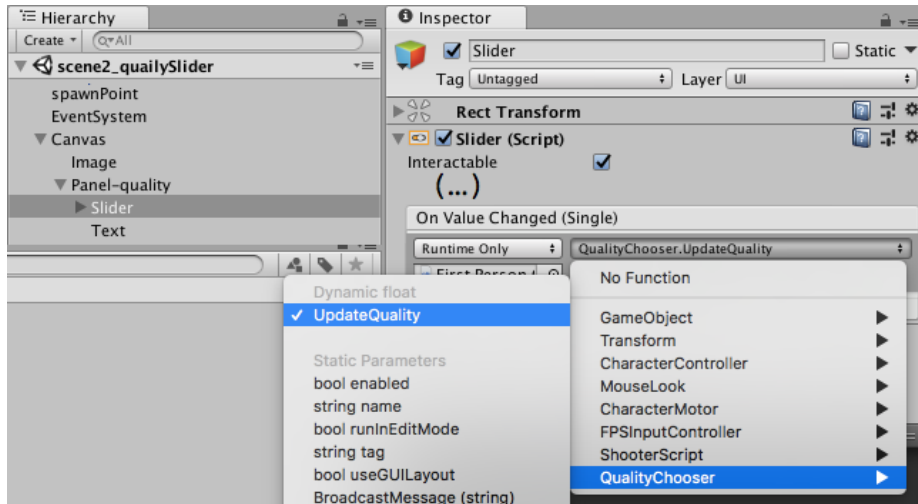 Hierarchy
Create
All
scene2_quailySlider
spawnPoint
EventSystem
Canvas
Image
Panel-quality
Slider
Text
Inspector
Slider
Static
Tag Untagged
Layer UI
Rect Transform
Slider (Script)
Interactable
(...)
On Value Changed (Single)
Runtime Only
QualityChooser.UpdateQuality
First Person
No Function
GameObject
Transform
CharacterController
MouseLook
CharacterMotor
FPSInputController
ShooterScript
QualityChooser
Dynamic float
UpdateQuality
Static Parameters
bool enabled
string name
bool runInEditMode
string tag
bool useGUILayout
BroadcastMessage (string)